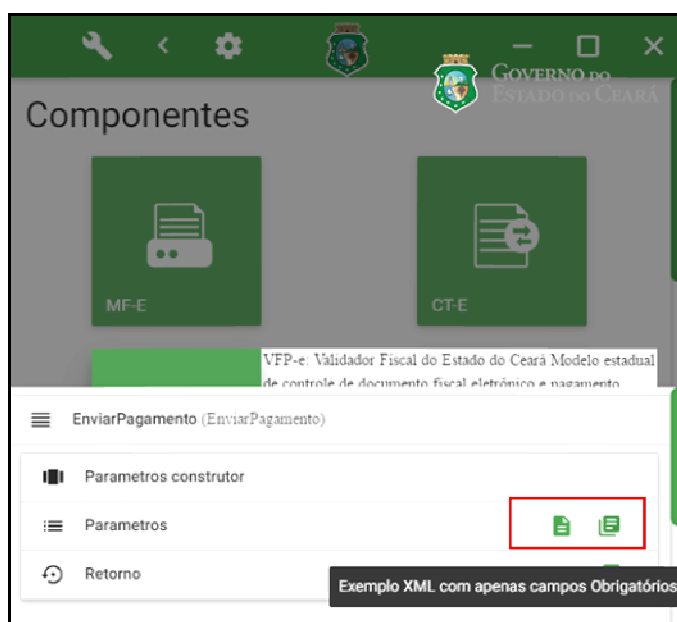 GOVERNO DO
ESTADO DO CEARÁ
Componentes
MF-E
CT-E
VFP-e: Validador Fiscal do Estado do Ceará Modelo estadual
de controle de documento fiscal eletrônico e pagamento
EnviarPagamento (EnviarPagamento)
Parametros construtor
Parametros
Retorno
Exemplo XML com apenas campos Obrigatórios